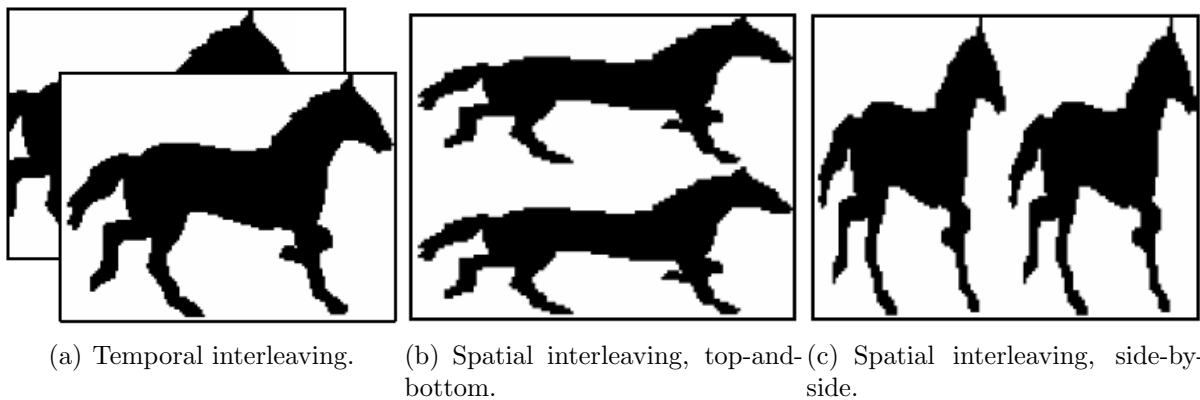 (a) Temporal interleaving.
(b) Spatial interleaving, top-and-
bottom.
(c) Spatial interleaving, side-by-
side.